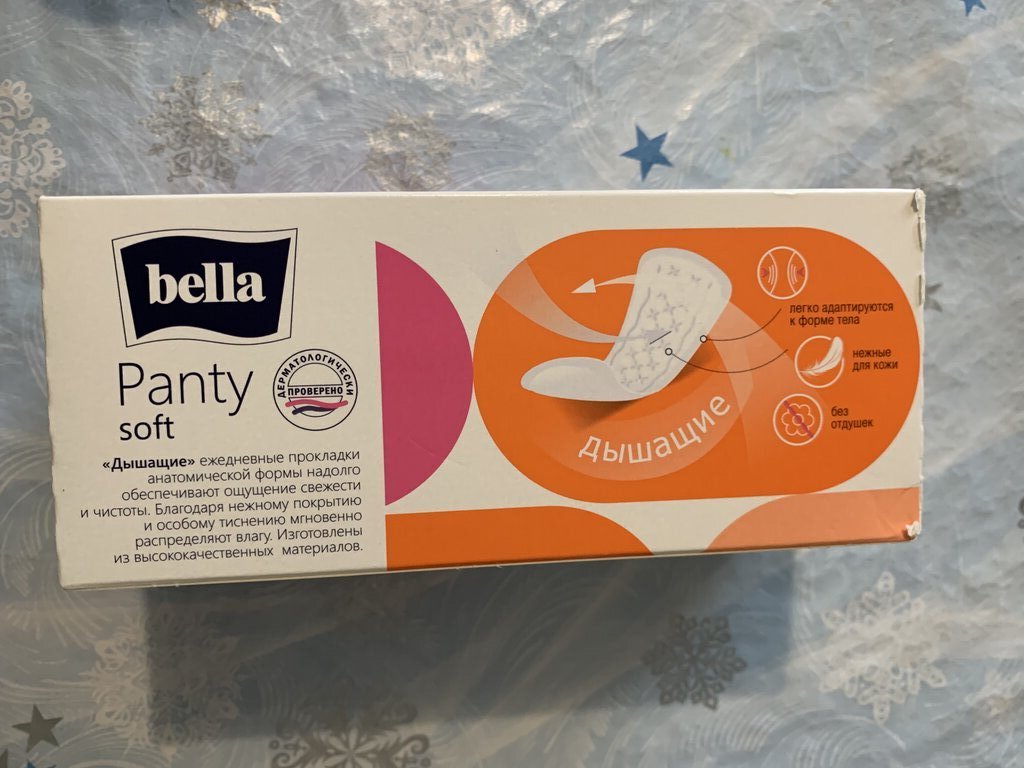 bella
Panty
soft
ДЕРМАТОЛОГИЧЕСКИ
ПРОВЕРЕНО
«Дышащие» ежедневные прокладки
анатомической формы надолго
обеспечивают ощущение свежести
и чистоты. Благодаря нежному покрытию
и особому тиснению мгновенно
распределяют влагу. Изготовлены
из высококачественных материалов.
дышащие
легко адаптируются
к форме тела
нежные
для кожи
без
отдушек